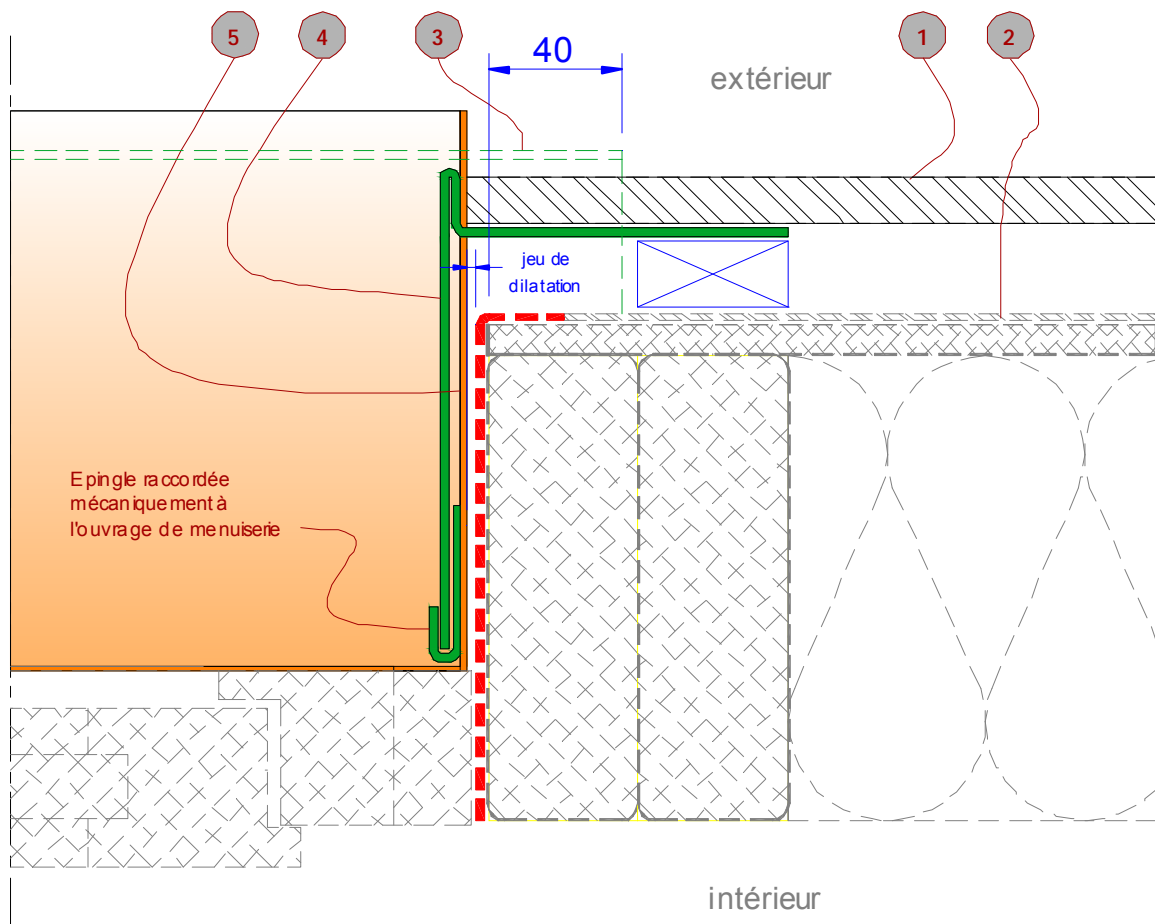 5
4
3
1
2
40
extérieur
jeu de
dilatation
Epingle raccordée
mécaniquement à
l'ouvrage de menuiserie
intérieur